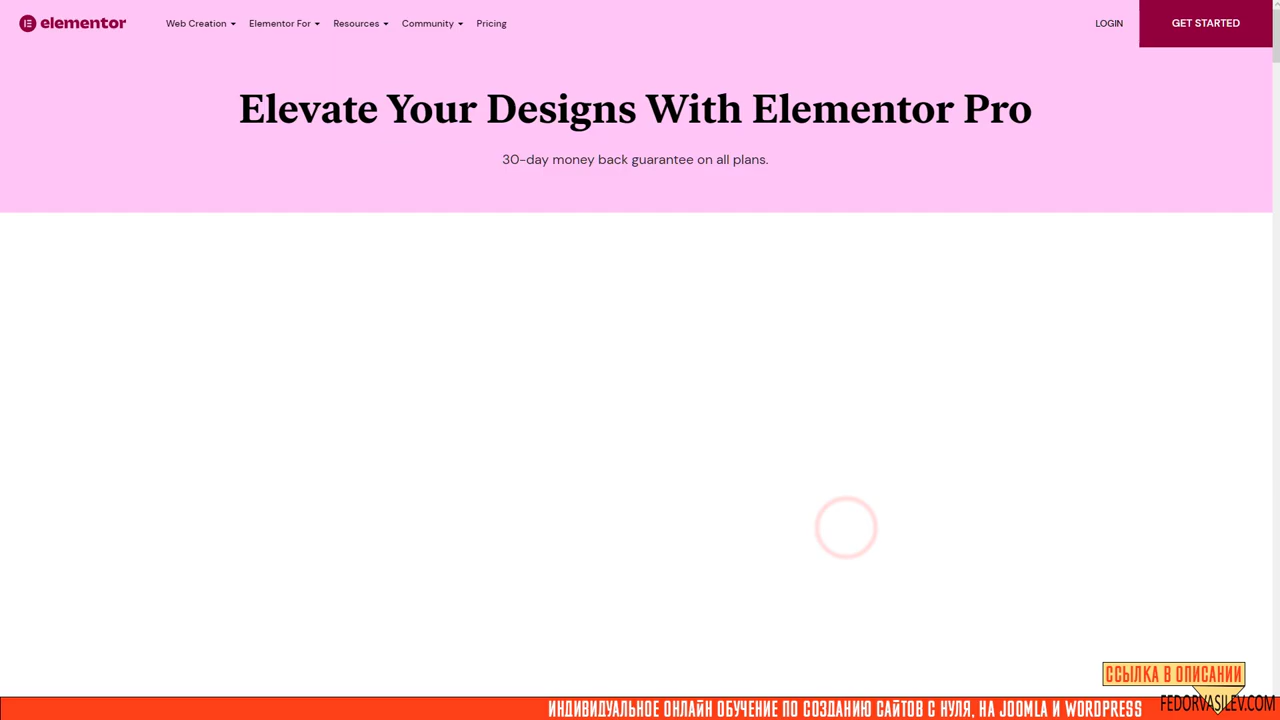 elementor
Web Creation
Elementor For
Resources
Community
Pricing
LOGIN
GET STARTED
Elevate Your Designs With Elementor Pro
30-day money back guarantee on all plans.
ССЫЛКА В ОПИСАНИИ
ИНДИВИДУАЛЬНОЕ ОНЛАЙН ОБУЧЕНИЕ ПО СОЗДАНИЮ САЙТОВ С НУЛЯ, НА JOOMLA И WORDPRESS
FEDORVASILEV.COM